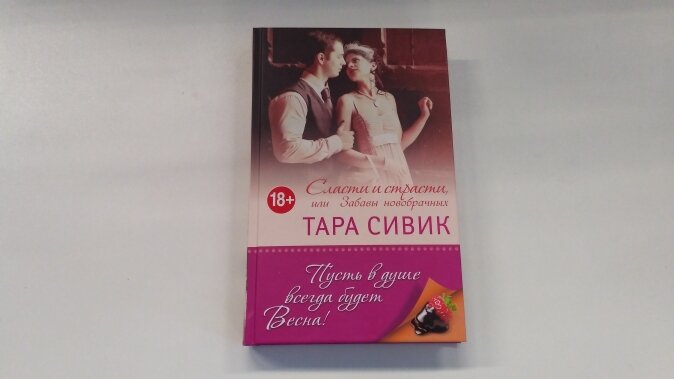 Сласти и страсти,
или Забавы новобрачных
18+
ТАРА СИВИК
Пусть в душе
всегда будет
Весна!